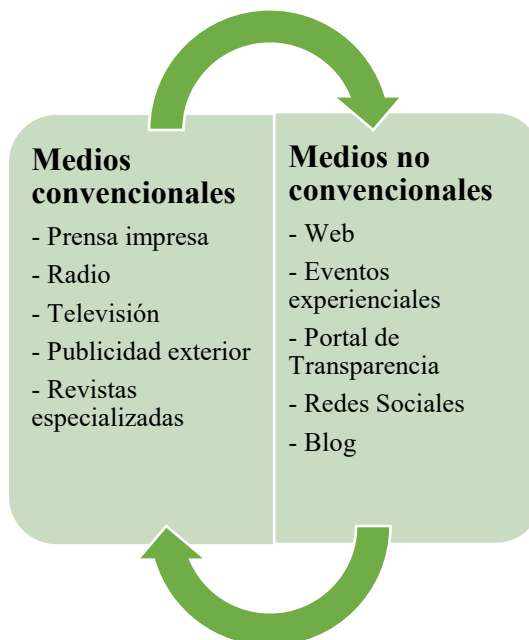 Medios
convencionales
- Prensa impresa
- Radio
- Televisión
- Publicidad exterior
- Revistas
especializadas
Medios no
convencionales
- Web
- Eventos
experienciales
- Portal de
Transparencia
- Redes Sociales
- Blog